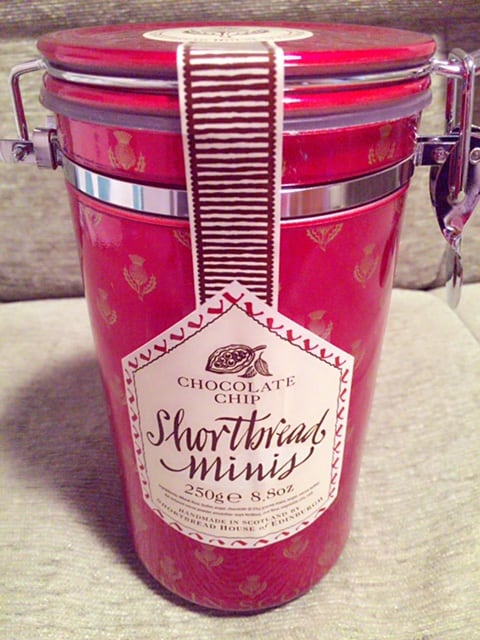 CHOCOLATE
CHIP
Shortbread
minis
250g e 8.8oz
HANDMADE IN SCOTLAND BY
SHORTBREAD HOUSE of EDINBURGH